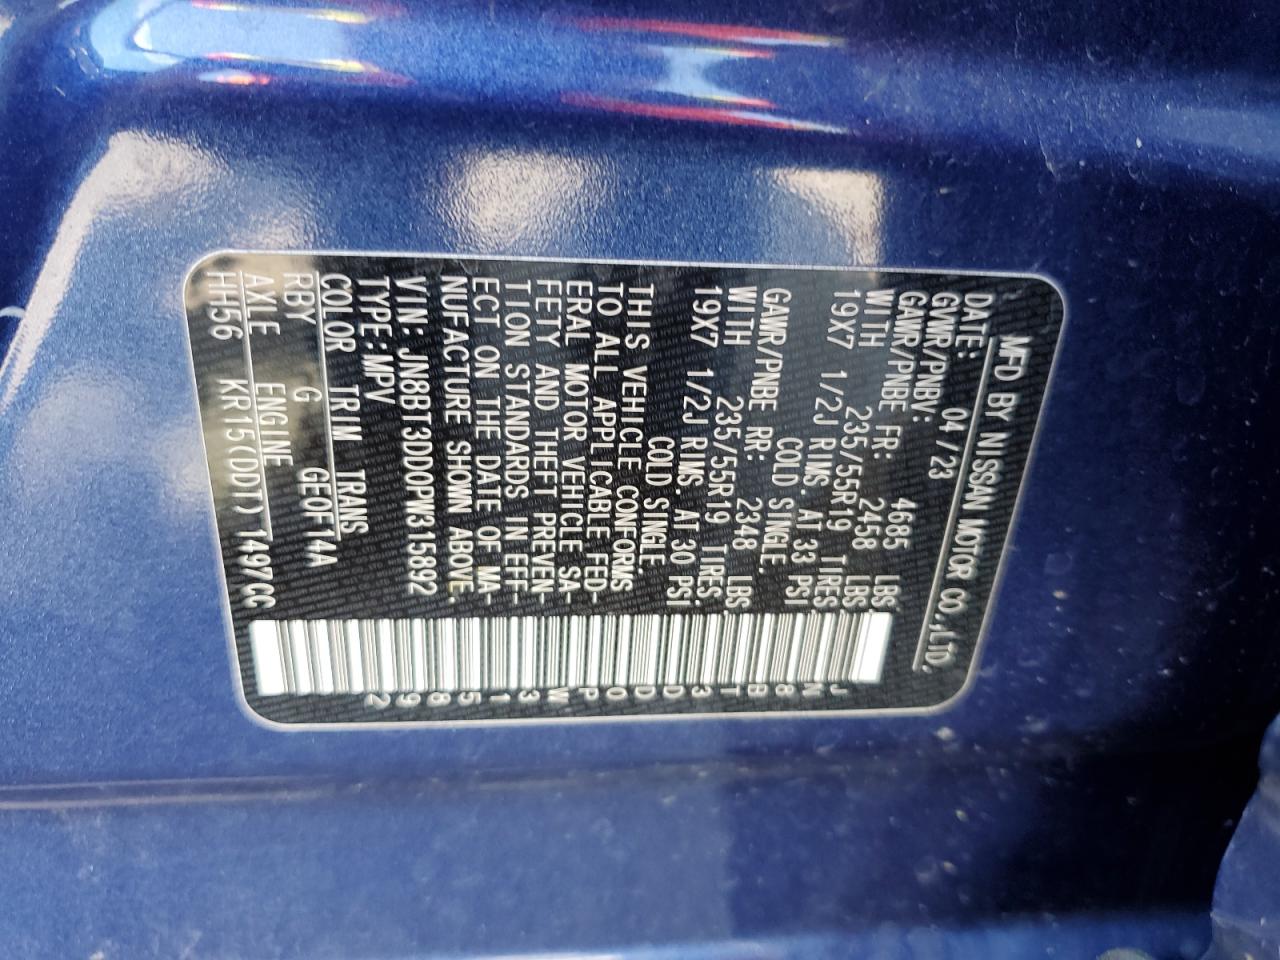 MFD BY NISSAN MOTOR CO.,LTD.
DATE: 04/23
GVWR/PNBV: 4685 LBS
GAWR/PNBE FR: 2458 LBS
WITH 235/55R19 TIRES
19X7 1/2J RIMS. AT 33 PSI
COLD SINGLE.
GAWR/PNBE RR: 2348 LBS
WITH 235/55R19 TIRES.
19X7 1/2J RIMS. AT 30 PSI
COLD SINGLE.
THIS VEHICLE CONFORMS
TO ALL APPLICABLE FED-
ERAL MOTOR VEHICLE SA-
FETY AND THEFT PREVEN-
TION STANDARDS IN EFF-
ECT ON THE DATE OF MA-
NUFACTURE SHOWN ABOVE.
VIN: JN8BT3DD0PW315892
TYPE:MPV
COLOR TRIM TRANS
RBY G GE0F14A
AXLE ENGINE
HH56 KR15(DDT) 1497CC
JN8BT3DD0PW315892